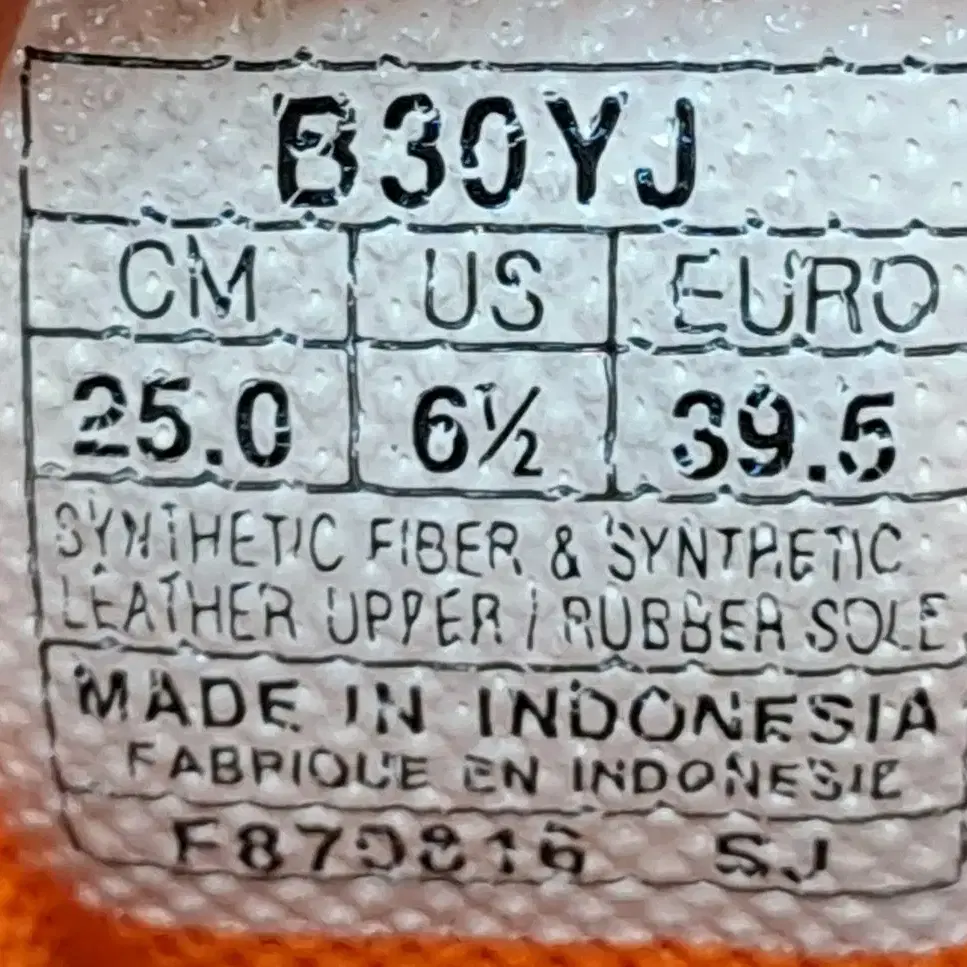 B30YJ
CM US EURO
25.0 6½ 39.5
SYNTHETIC FIBER & SYNTHETIC
LEATHER UPPER / RUBBER SOLE
MADE IN INDONESIA
FABRIQUE EN INDONESIE
SJ